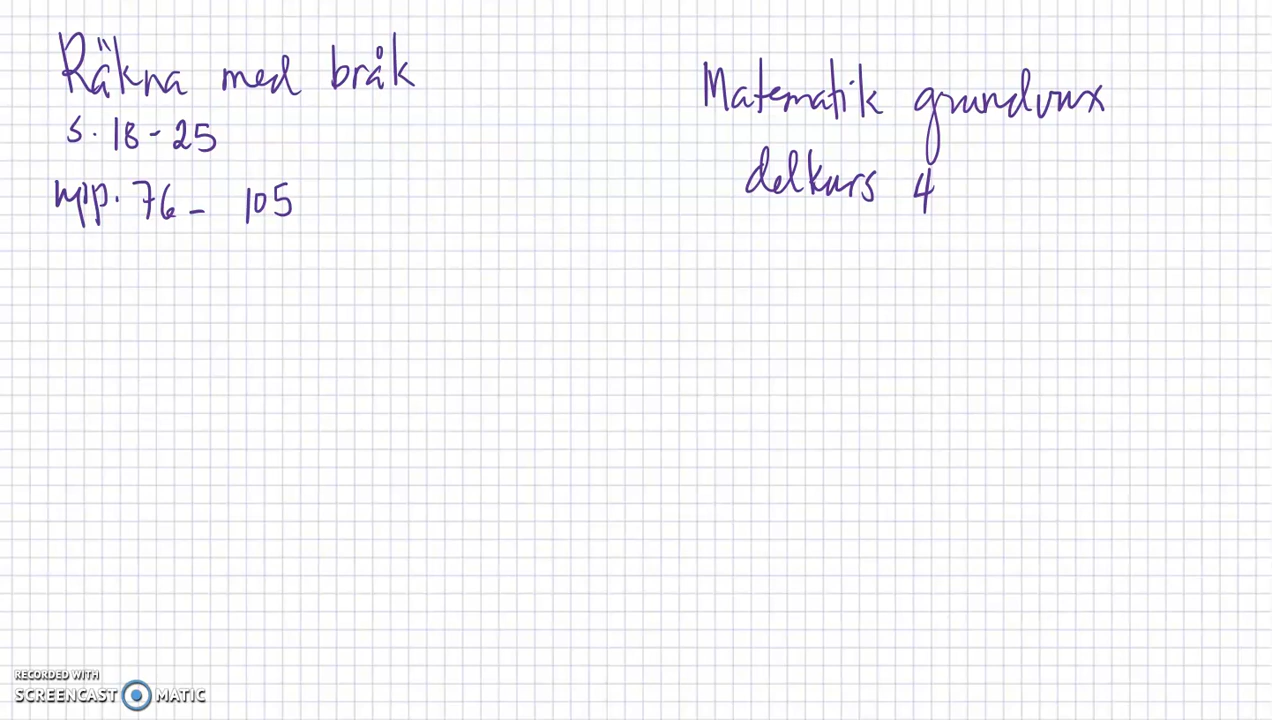 Räkna med bråk
s. 18 - 25
upp. 76 - 105
Matematik grundvux
delkurs 4
RECORDED WITH
SCREENCAST MATIC